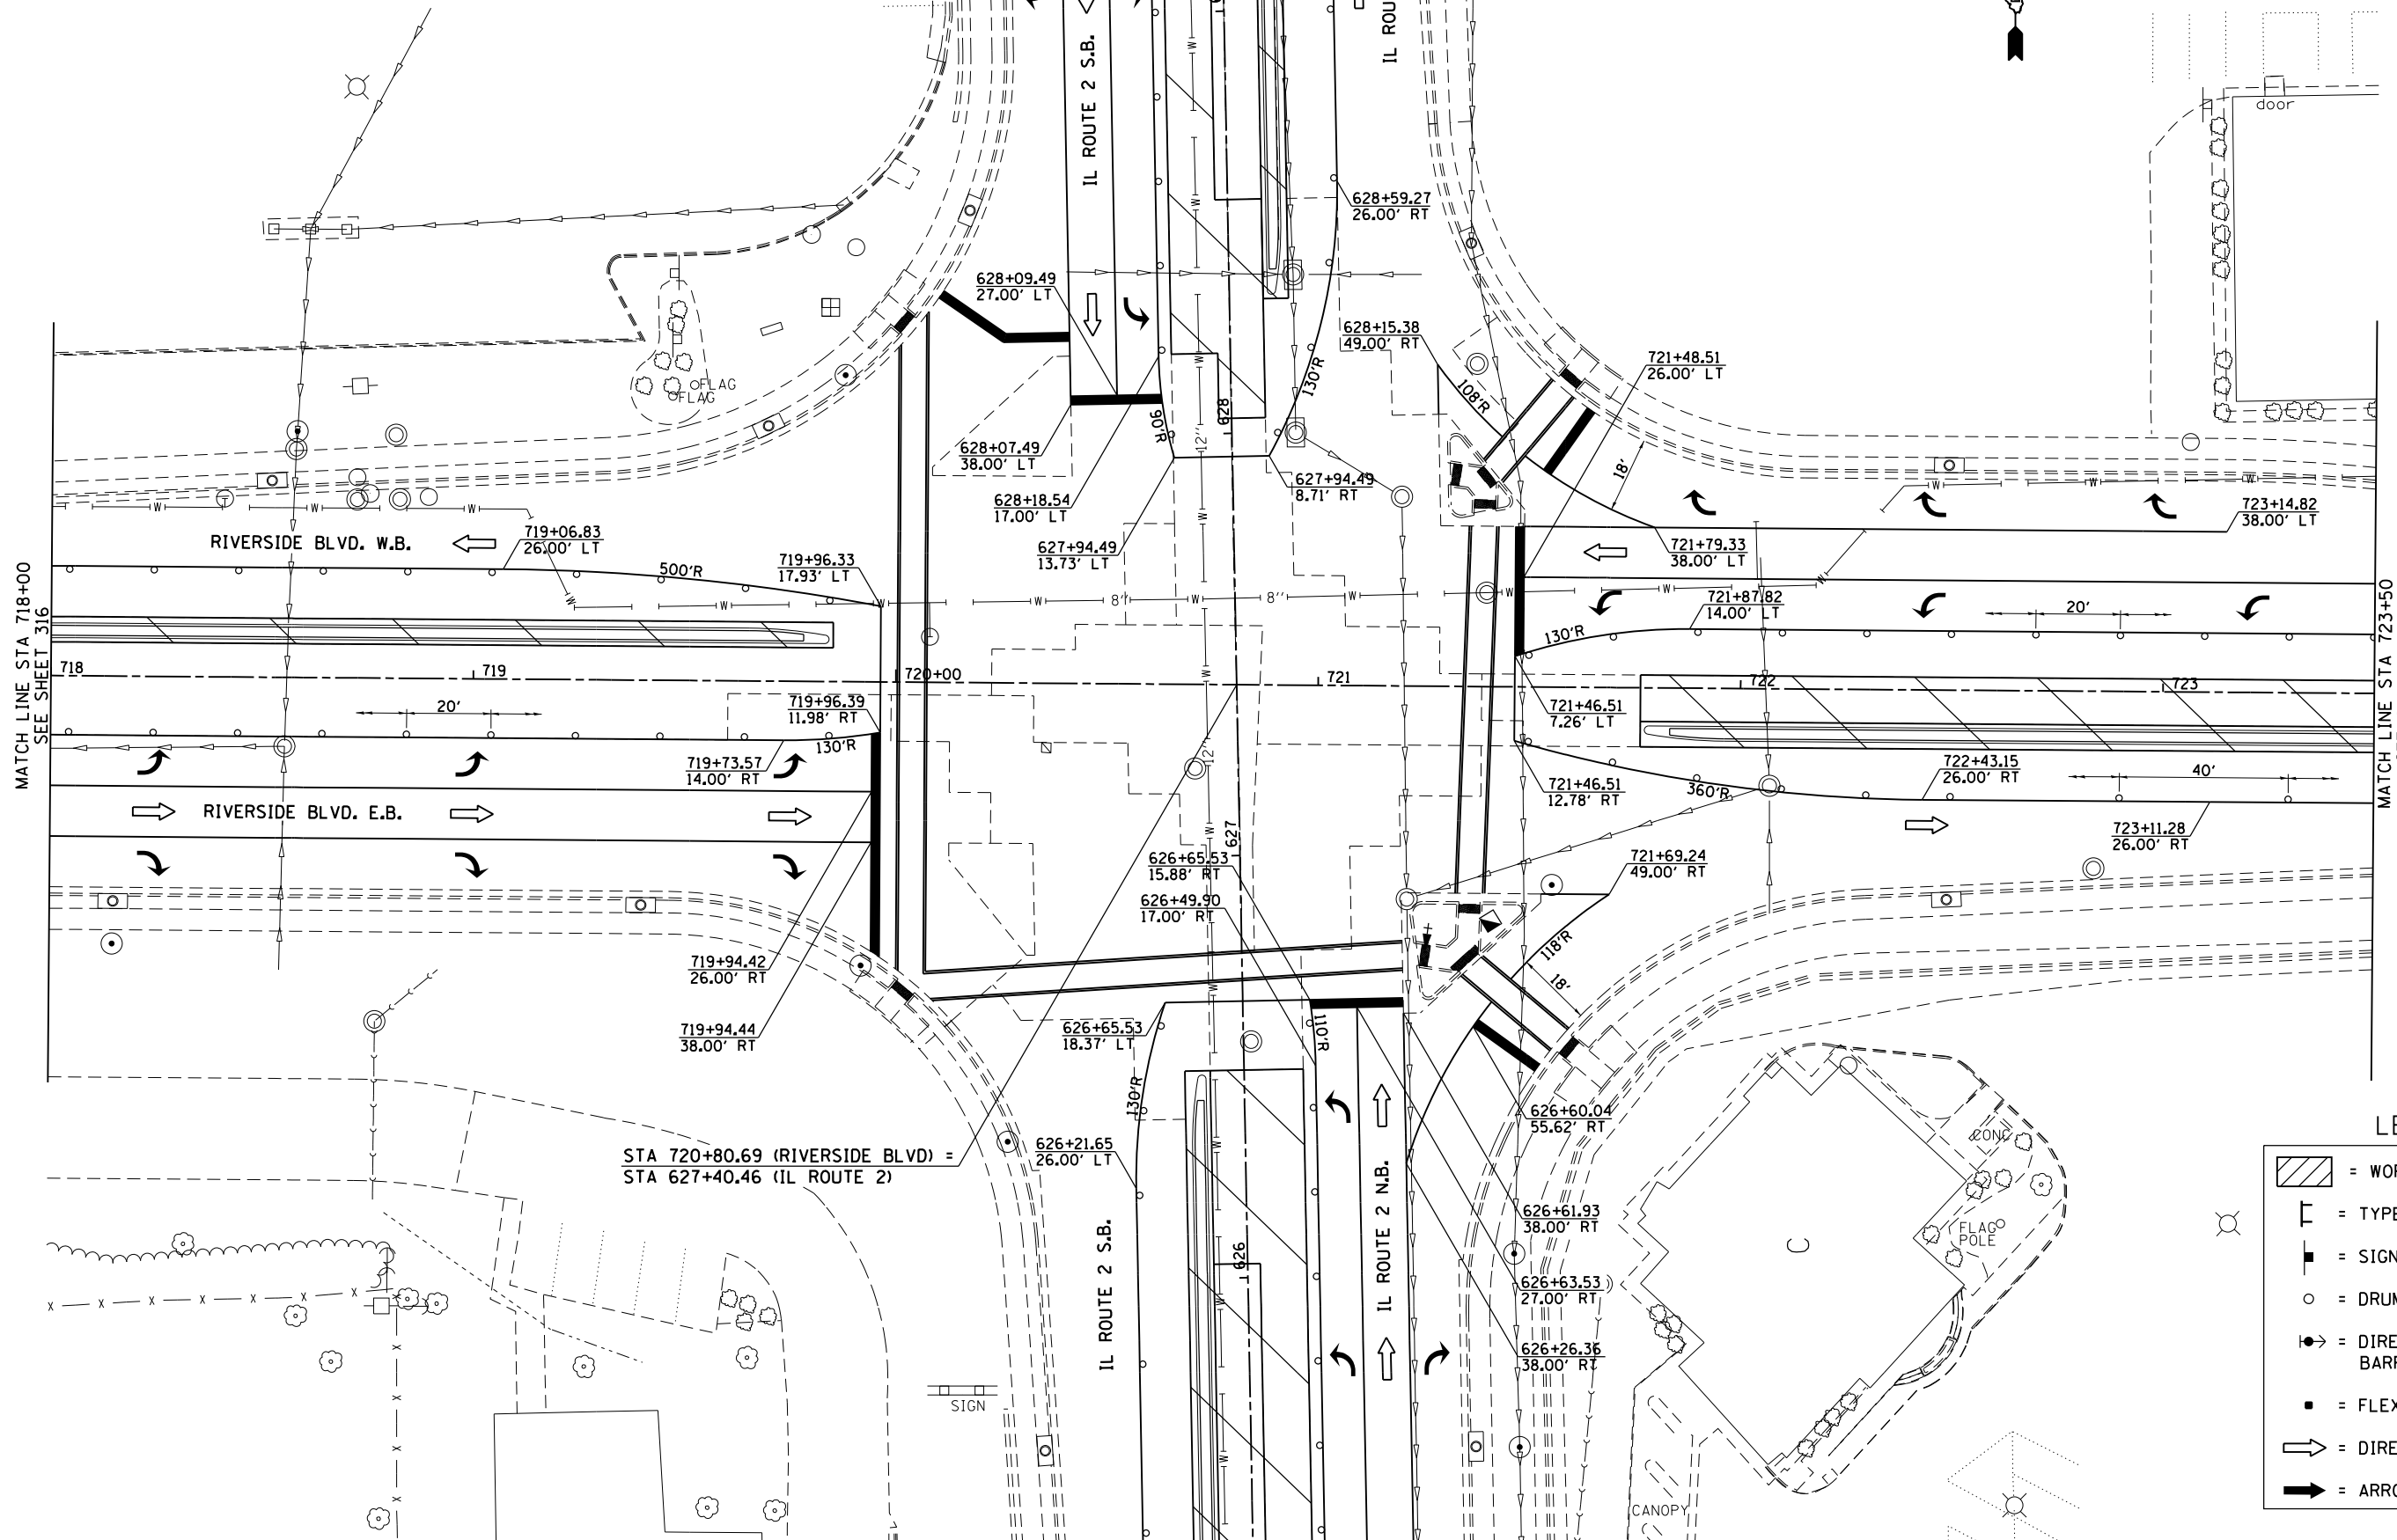 IL ROUTE 2 S.B.
IL ROU
door
628+59.27
26.00' RT
628+09.49
27.00' LT
628+15.38
49.00' RT
130'R
108'R
721+48.51
26.00' LT
FLAG
FLAG
90'R
12"
628
628+07.49
38.00' LT
18'
628+18.54
17.00' LT
627+94.49
8.71' RT
723+14.82
38.00' LT
RIVERSIDE BLVD. W.B.
719+06.83
26.00' LT
627+94.49
13.73' LT
721+79.33
38.00' LT
500'R
719+96.33
17.93' LT
8"
8"
721+87.82
14.00' LT
20'
130'R
MATCH LINE STA 718+00
SEE SHEET 316
MATCH LINE STA 723+50
718
719
720+00
721
722
723
20'
719+96.39
11.98' RT
721+46.51
7.26' LT
130'R
719+73.57
14.00' RT
12"
721+46.51
12.78' RT
360'R
722+43.15
26.00' RT
40'
RIVERSIDE BLVD. E.B.
723+11.28
26.00' RT
627
626+65.53
15.88' RT
721+69.24
49.00' RT
626+49.90
17.00' RT
118'R
18'
719+94.42
26.00' RT
719+94.44
38.00' RT
626+65.53
18.37' LT
110'R
130'R
626+60.04
55.62' RT
STA 720+80.69 (RIVERSIDE BLVD) =
STA 627+40.46 (IL ROUTE 2)
626+21.65
26.00' LT
CONC
IL ROUTE 2 N.B.
626+61.93
38.00' RT
FLAG
POLE
C
626
IL ROUTE 2 S.B.
626+63.53
27.00' RT
626+26.36
38.00' RT
SIGN
CANOPY
LE
= WOR
= TYPE
= SIGN
= DRUM
= DIRE
BARR
= FLEX
= DIRE
= ARRO